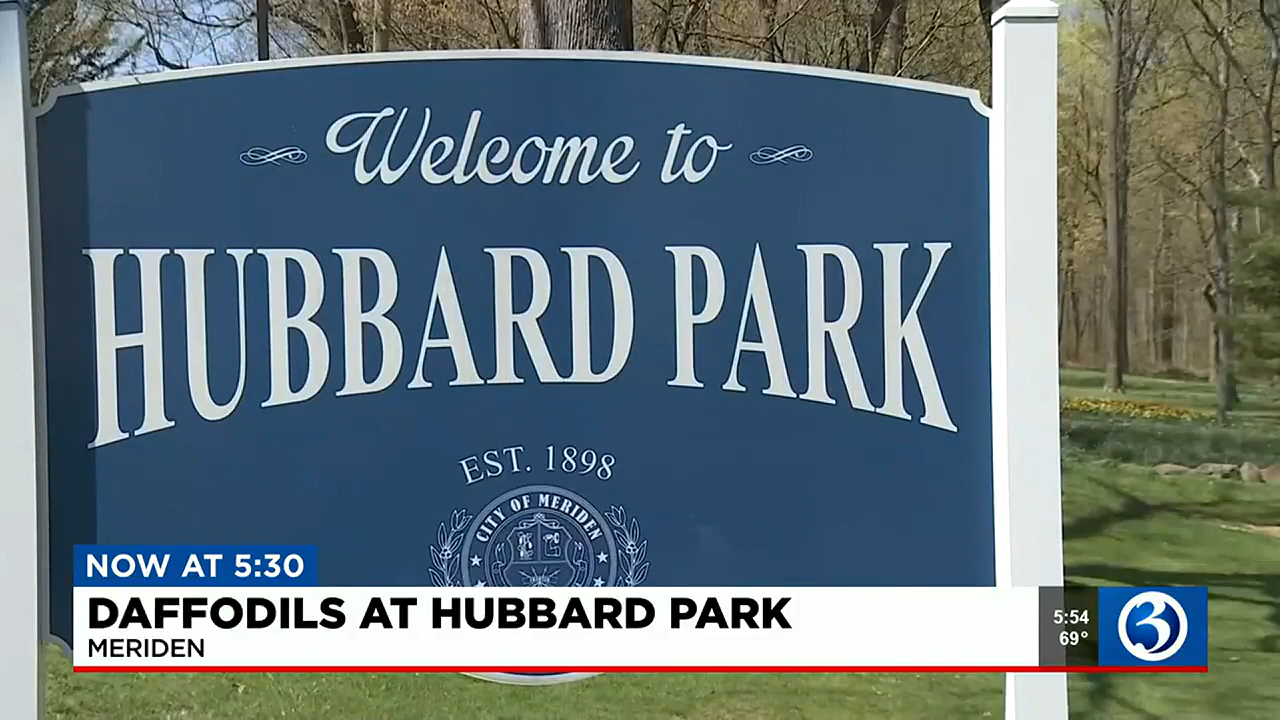 Welcome to
HUBBARD PARK
EST. 1898
CITY OF MERIDEN
NOW AT 5:30
DAFFODILS AT HUBBARD PARK
MERIDEN
5:54
69°
3